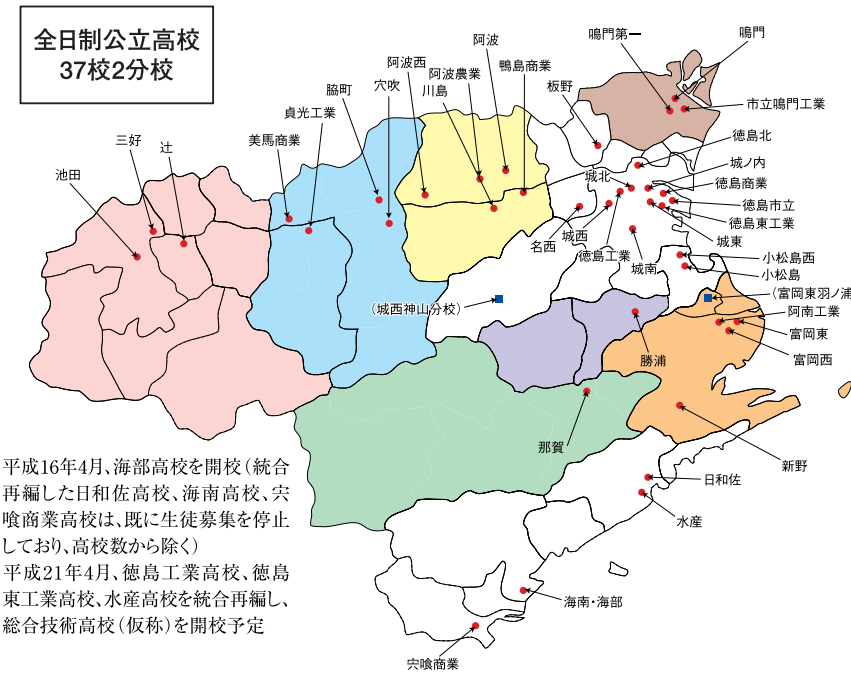 全日制公立高校
37校2分校
鳴門第一
鳴門
阿波
阿波西
阿波農業
鴨島商業
川島
板野
市立鳴門工業
脇町
穴吹
貞光工業
美馬商業
三好
辻
池田
徳島北
城ノ内
城北
徳島商業
徳島市立
徳島東工業
城東
名西
城西
徳島工業
城南
小松島西
小松島
(城西神山分校)
(富岡東羽ノ浦
阿南工業
富岡東
富岡西
勝浦
那賀
新野
日和佐
水産
海南・海部
宍喰商業
平成16年4月、海部高校を開校(統合
再編した日和佐高校、海南高校、宍
喰商業高校は、既に生徒募集を停止
しており、高校数から除く)
平成21年4月、徳島工業高校、徳島
東工業高校、水産高校を統合再編し、
総合技術高校(仮称)を開校予定